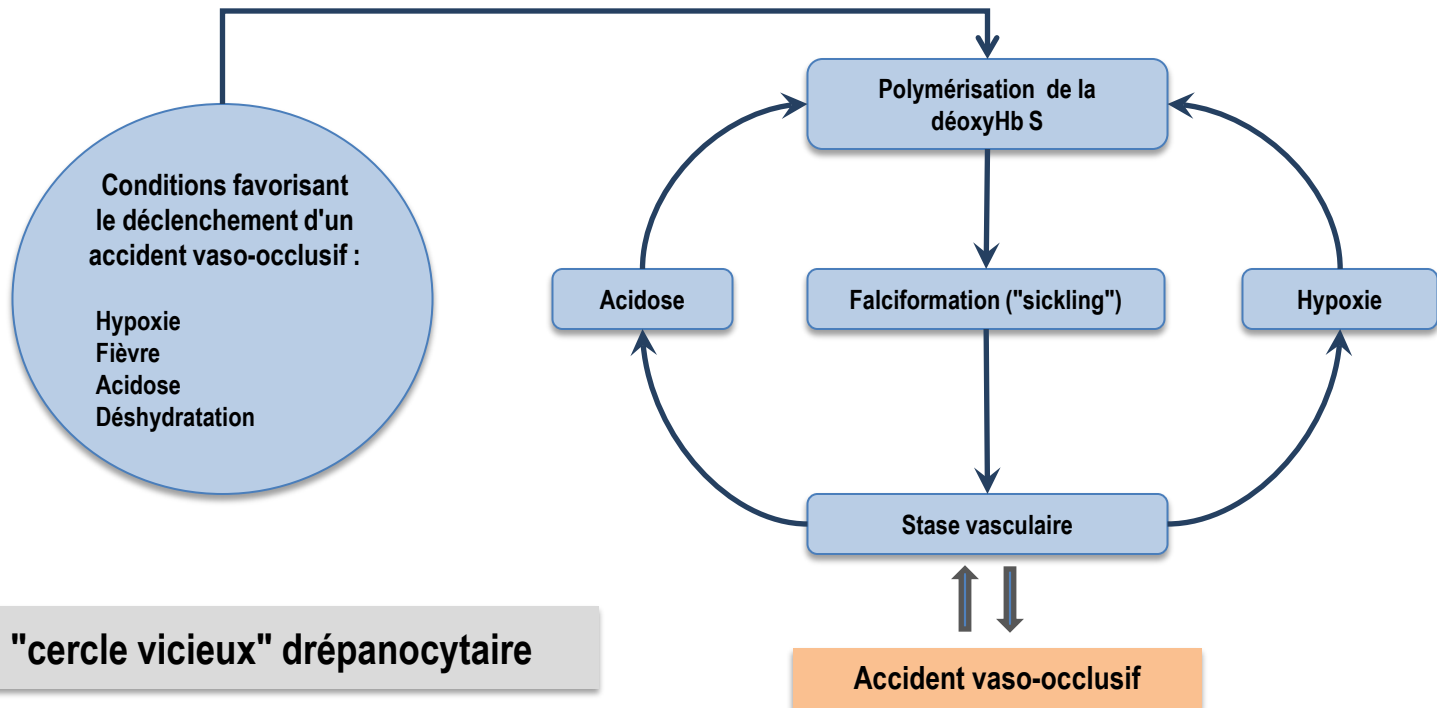 Polymérisation de la
déoxyHb S
Conditions favorisant
le déclenchement d'un
accident vaso-occlusif :
Hypoxie
Fièvre
Acidose
Déshydratation
Acidose
Falciformation ("sickling")
Hypoxie
Stase vasculaire
"cercle vicieux" drépanocytaire
Accident vaso-occlusif